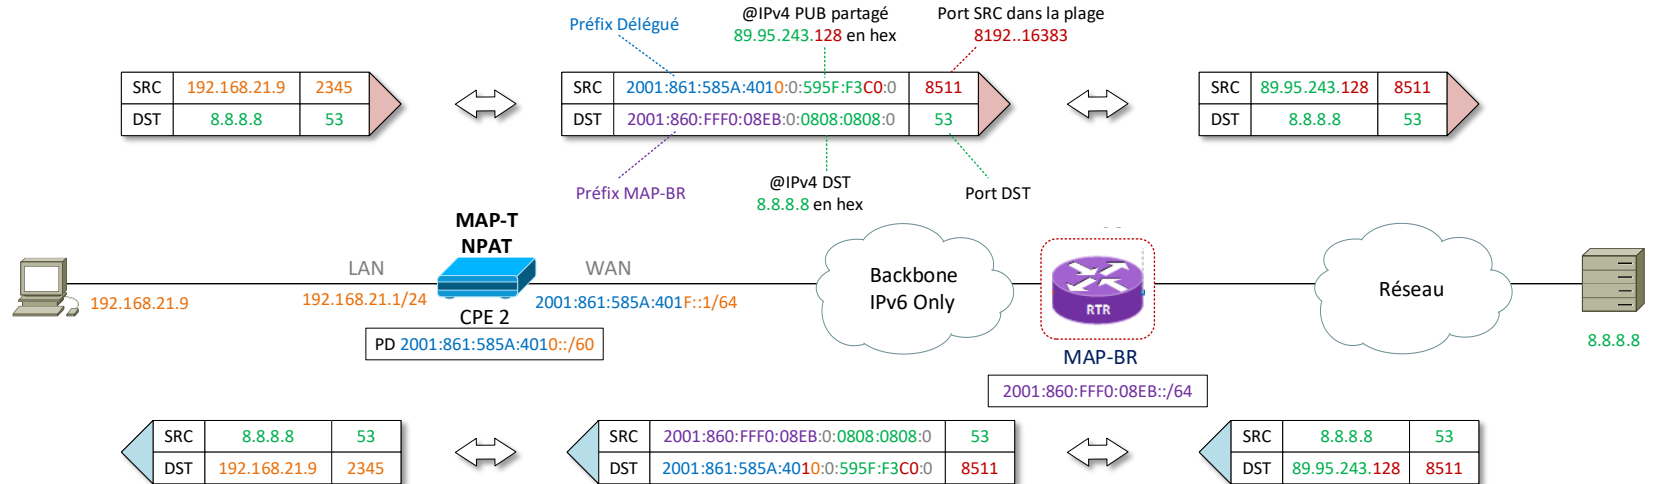 Préfix Délégué
@IPv4 PUB partagé
89.95.243.128 en hex
Port SRC dans la plage
8192..16383
SRC 192.168.21.9 2345
DST 8.8.8.8 53
SRC 2001:861:585A:4010:0:595F:F3C0:0 8511
DST 2001:860:FFF0:08EB:0:0808:0808:0 53
SRC 89.95.243.128 8511
DST 8.8.8.8 53
Préfix MAP-BR
@IPv4 DST
8.8.8.8 en hex
Port DST
MAP-T
NPAT
LAN
WAN
192.168.21.9
192.168.21.1/24
2001:861:585A:401F::1/64
CPE 2
PD 2001:861:585A:4010::/60
Backbone
IPv6 Only
RTR
MAP-BR
2001:860:FFF0:08EB::/64
Réseau
8.8.8.8
SRC 8.8.8.8 53
DST 192.168.21.9 2345
SRC 2001:860:FFF0:08EB:0:0808:0808:0 53
DST 2001:861:585A:4010:0:595F:F3C0:0 8511
SRC 8.8.8.8 53
DST 89.95.243.128 8511